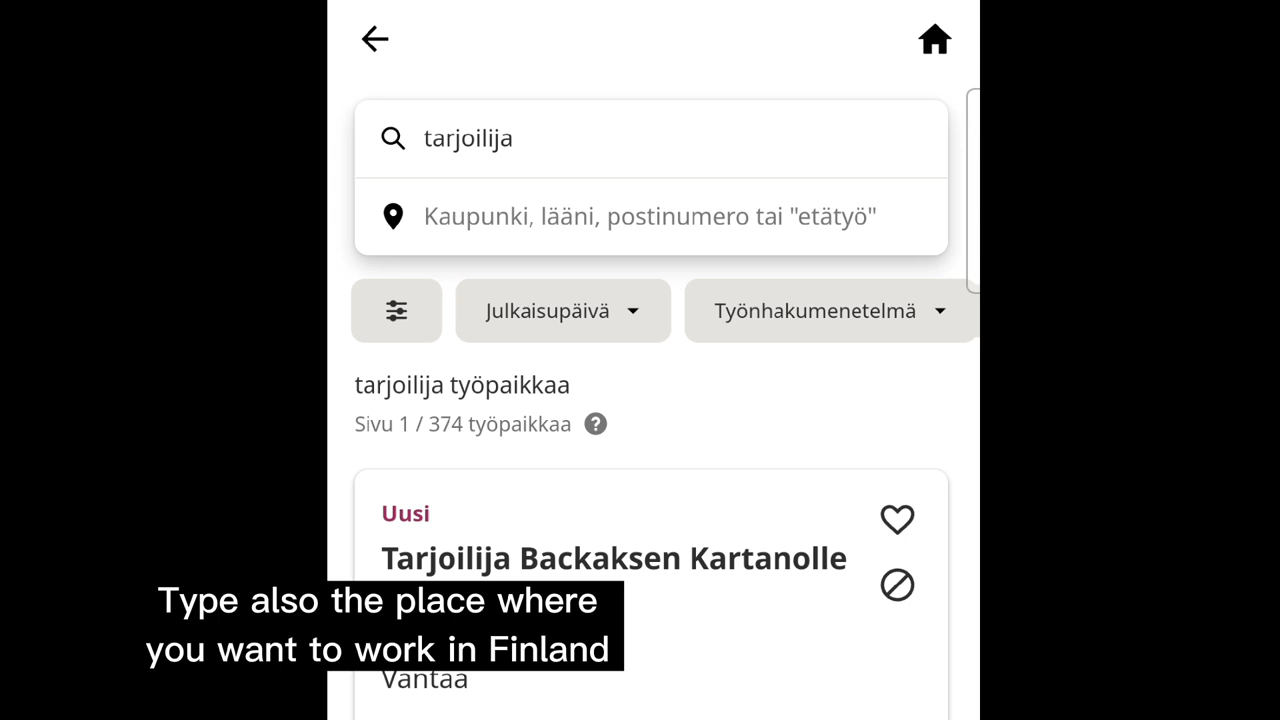 tarjoilija
Kaupunki, lääni, postinumero tai "etätyö"
Julkaisupäivä
Työnhakumenetelmä
tarjoilija työpaikkaa
Sivu 1 / 374 työpaikkaa ?
Uusi
Tarjoilija Backaksen Kartanolle
Type also the place where
you want to work in Finland
Vantaa